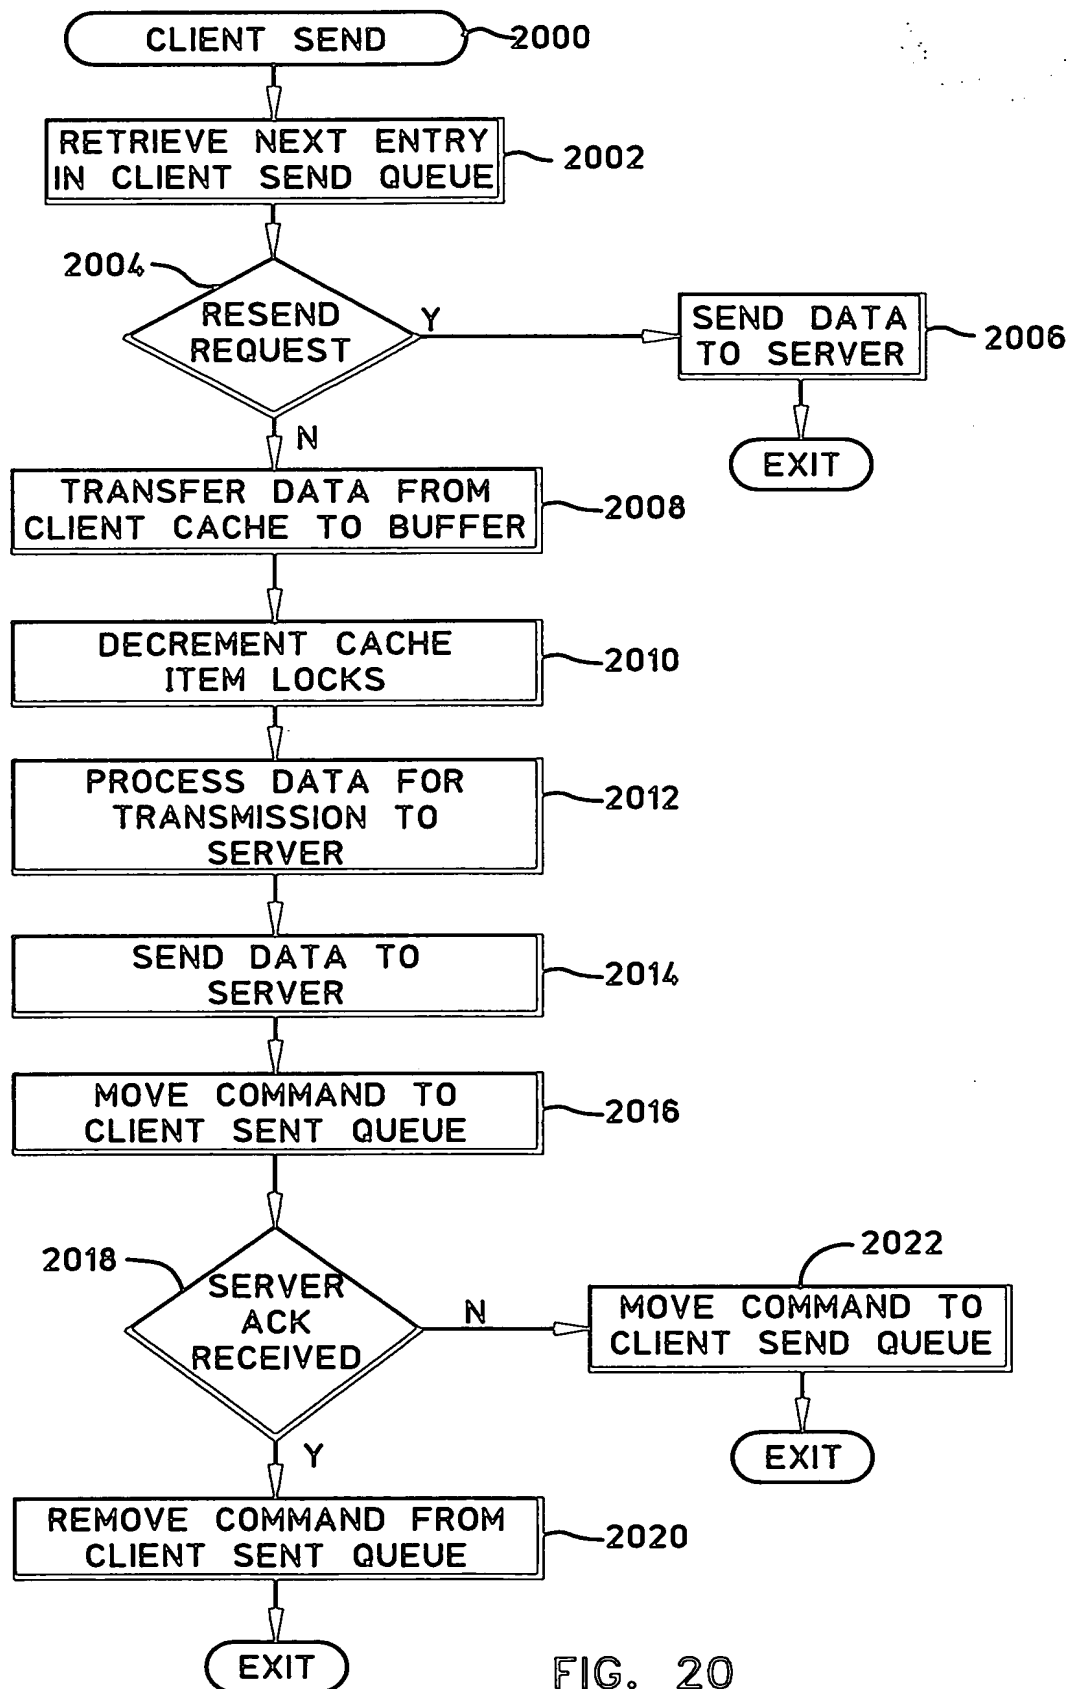 CLIENT SEND
2000
RETRIEVE NEXT ENTRY
IN CLIENT SEND QUEUE
2002
2004
RESEND
REQUEST
Y
SEND DATA
TO SERVER
2006
EXIT
N
TRANSFER DATA FROM
CLIENT CACHE TO BUFFER
2008
DECREMENT CACHE
ITEM LOCKS
2010
PROCESS DATA FOR
TRANSMISSION TO
SERVER
2012
SEND DATA TO
SERVER
2014
MOVE COMMAND TO
CLIENT SENT QUEUE
2016
2018
SERVER
ACK
RECEIVED
N
2022
MOVE COMMAND TO
CLIENT SEND QUEUE
EXIT
Y
REMOVE COMMAND FROM
CLIENT SENT QUEUE
2020
EXIT
FIG. 20